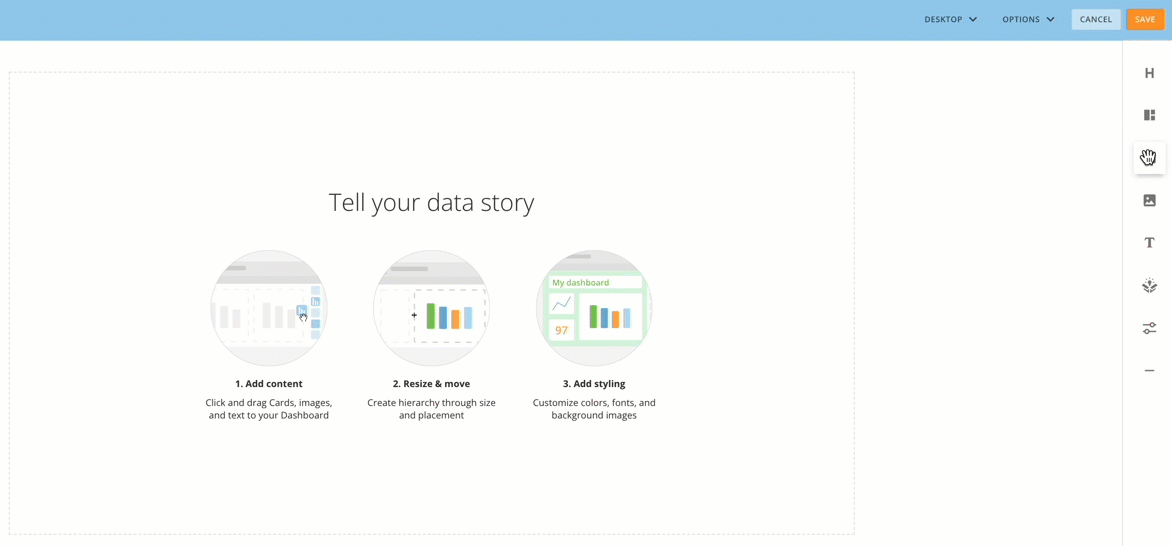 DESKTOP
OPTIONS
CANCEL
SAVE
H
T
Tell your data story
My dashboard
97
1. Add content
Click and drag Cards, images,
and text to your Dashboard
2. Resize & move
Create hierarchy through size
and placement
3. Add styling
Customize colors, fonts, and
background images